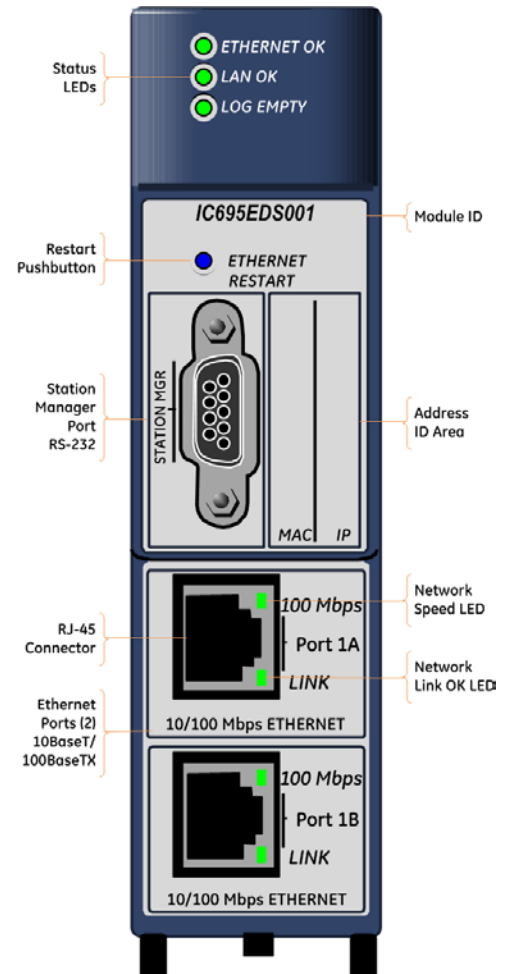 ETHERNET OK
LAN OK
LOG EMPTY
Status
LEDs
IC695EDS001
Module ID
Restart
Pushbutton
ETHERNET
RESTART
Station
Manager
Port
RS-232
STATION MGR
Address
ID Area
MAC IP
Network
Speed LED
100 Mbps
RJ-45
Connector
Port 1A
Network
Link OK LED
LINK
Ethernet
Ports (2)
10BaseT/
100BaseTX
10/100 Mbps ETHERNET
100 Mbps
Port 1B
LINK
10/100 Mbps ETHERNET